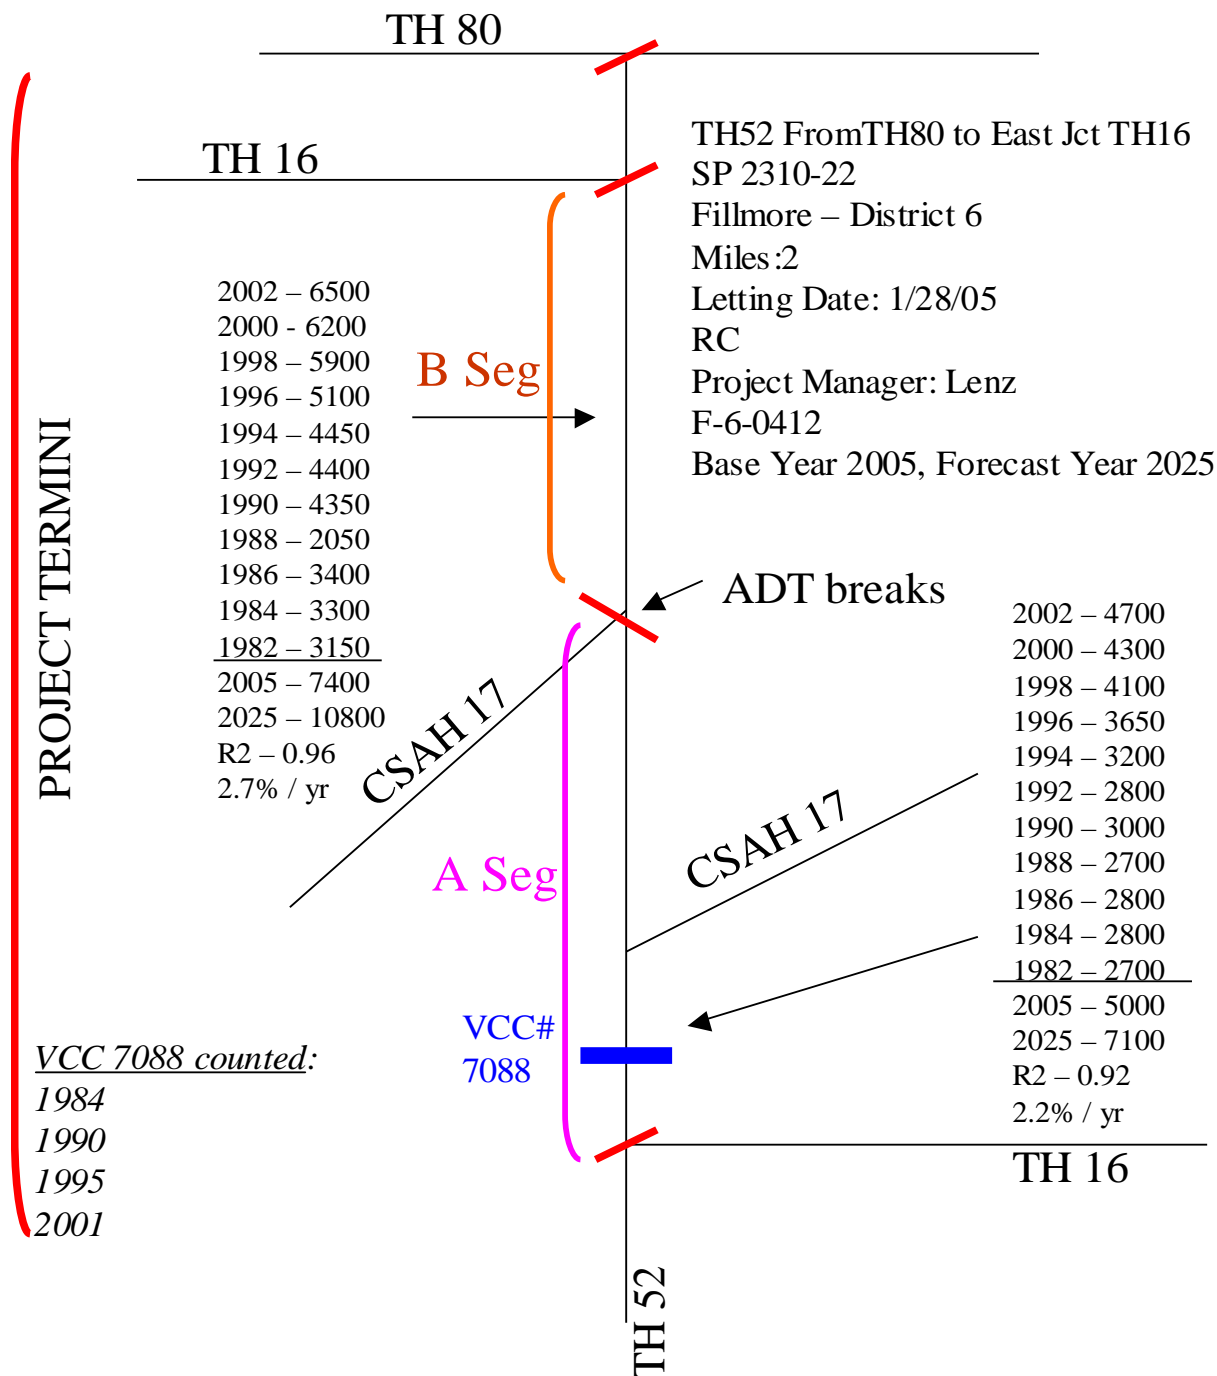 TH 80
TH 16
TH52 FromTH80 to East Jct TH16
SP 2310-22
Fillmore – District 6
Miles:2
Letting Date: 1/28/05
RC
Project Manager: Lenz
F-6-0412
Base Year 2005, Forecast Year 2025
PROJECT TERMINI
2002 – 6500
2000 - 6200
1998 – 5900
1996 – 5100
1994 – 4450
1992 – 4400
1990 – 4350
1988 – 2050
1986 – 3400
1984 – 3300
1982 – 3150
2005 – 7400
2025 – 10800
R2 – 0.96
2.7% / yr
B Seg
ADT breaks
CSAH 17
A Seg
CSAH 17
2002 – 4700
2000 – 4300
1998 – 4100
1996 – 3650
1994 – 3200
1992 – 2800
1990 – 3000
1988 – 2700
1986 – 2800
1984 – 2800
1982 – 2700
2005 – 5000
2025 – 7100
R2 – 0.92
2.2% / yr
VCC#
7088
VCC 7088 counted:
1984
1990
1995
2001
TH 16
TH 52